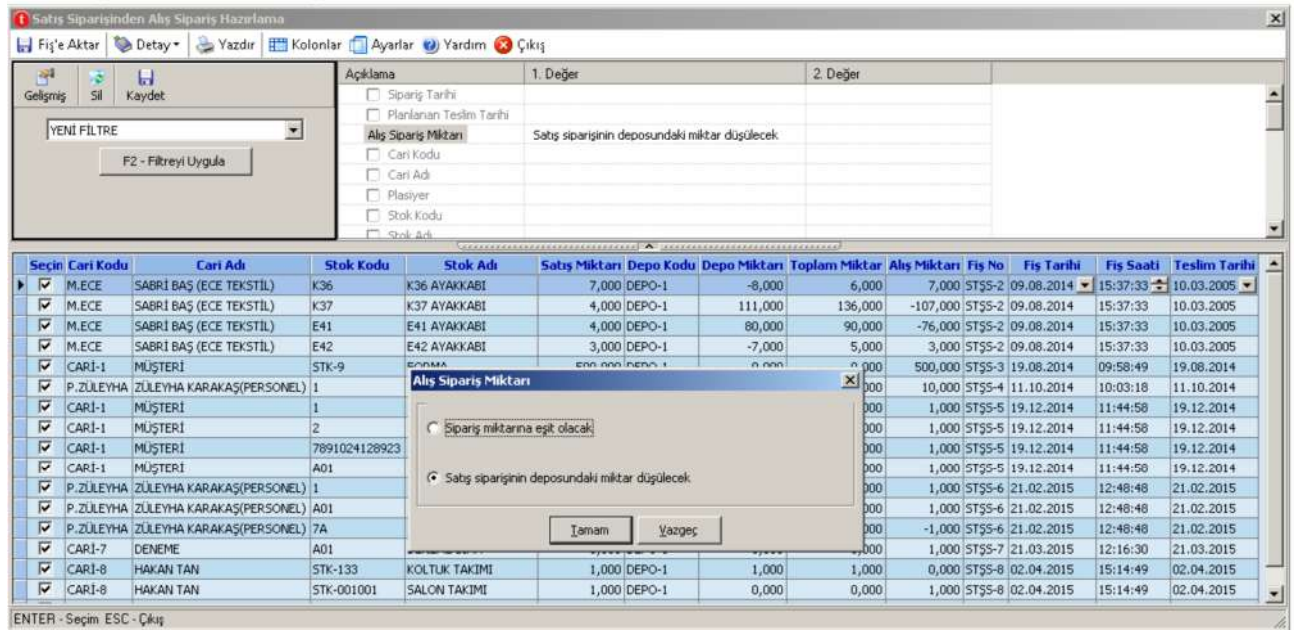 Satış Siparişinden Alış Sipariş Hazırlama
Fiş'e Aktar Detay Yazdır Kolonlar Ayarlar Yardım Çıkış
Gelişmiş Sil Kaydet
YENİ FİLTRE
F2 - Filtreyi Uygula
Açıklama 1. Değer 2. Değer
Sipariş Tarihi
Planlanan Teslim Tarihi
Alış Sipariş Miktarı Satış siparişinin deposundaki miktar düşülecek
Cari Kodu
Cari Adı
Plasiyer
Stok Kodu
Stok Adı
Seçin Cari Kodu Cari Adı Stok Kodu Stok Adı Satış Miktarı Depo Kodu Depo Miktarı Toplam Miktar Alış Miktarı Fiş No Fiş Tarihi Fiş Saati Teslim Tarihi
M.ECE SABRİ BAŞ (ECE TEKSTİL) K36 K36 AYAKKABI 7,000 DEPO-1 -8,000 6,000 7,000 STŞS-2 09.08.2014 15:37:33 10.03.2005
M.ECE SABRİ BAŞ (ECE TEKSTİL) K37 K37 AYAKKABI 4,000 DEPO-1 111,000 136,000 -107,000 STŞS-2 09.08.2014 15:37:33 10.03.2005
M.ECE SABRİ BAŞ (ECE TEKSTİL) E41 E41 AYAKKABI 4,000 DEPO-1 80,000 90,000 -76,000 STŞS-2 09.08.2014 15:37:33 10.03.2005
M.ECE SABRİ BAŞ (ECE TEKSTİL) E42 E42 AYAKKABI 3,000 DEPO-1 -7,000 5,000 3,000 STŞS-2 09.08.2014 15:37:33 10.03.2005
CARİ-1 MÜŞTERİ STK-9 500,000 STŞS-3 19.08.2014 09:58:49 19.08.2014
P.ZÜLEYHA ZÜLEYHA KARAKAŞ(PERSONEL) 1 10,000 STŞS-4 11.10.2014 10:03:18 11.10.2014
CARİ-1 MÜŞTERİ 1 1,000 STŞS-5 19.12.2014 11:44:58 19.12.2014
CARİ-1 MÜŞTERİ 2 1,000 STŞS-5 19.12.2014 11:44:58 19.12.2014
CARİ-1 MÜŞTERİ 7891024128923 1,000 STŞS-5 19.12.2014 11:44:58 19.12.2014
CARİ-1 MÜŞTERİ A01 1,000 STŞS-5 19.12.2014 11:44:58 19.12.2014
P.ZÜLEYHA ZÜLEYHA KARAKAŞ(PERSONEL) 1 1,000 STŞS-6 21.02.2015 12:48:48 21.02.2015
P.ZÜLEYHA ZÜLEYHA KARAKAŞ(PERSONEL) A01 1,000 STŞS-6 21.02.2015 12:48:48 21.02.2015
P.ZÜLEYHA ZÜLEYHA KARAKAŞ(PERSONEL) 7A -1,000 STŞS-6 21.02.2015 12:48:48 21.02.2015
CARİ-7 DENEME A01 1,000 STŞS-7 21.03.2015 12:16:30 21.03.2015
CARİ-8 HAKAN TAN STK-133 KOLTUK TAKIMI 1,000 DEPO-1 1,000 1,000 0,000 STŞS-8 02.04.2015 15:14:49 02.04.2015
CARİ-8 HAKAN TAN STK-001001 SALON TAKIMI 1,000 DEPO-1 0,000 0,000 1,000 STŞS-8 02.04.2015 15:14:49 02.04.2015
Alış Sipariş Miktarı
Sipariş miktarına eşit olacak
Satış siparişinin deposundaki miktar düşülecek
Tamam Vazgeç
ENTER - Seçim ESC - Çıkış